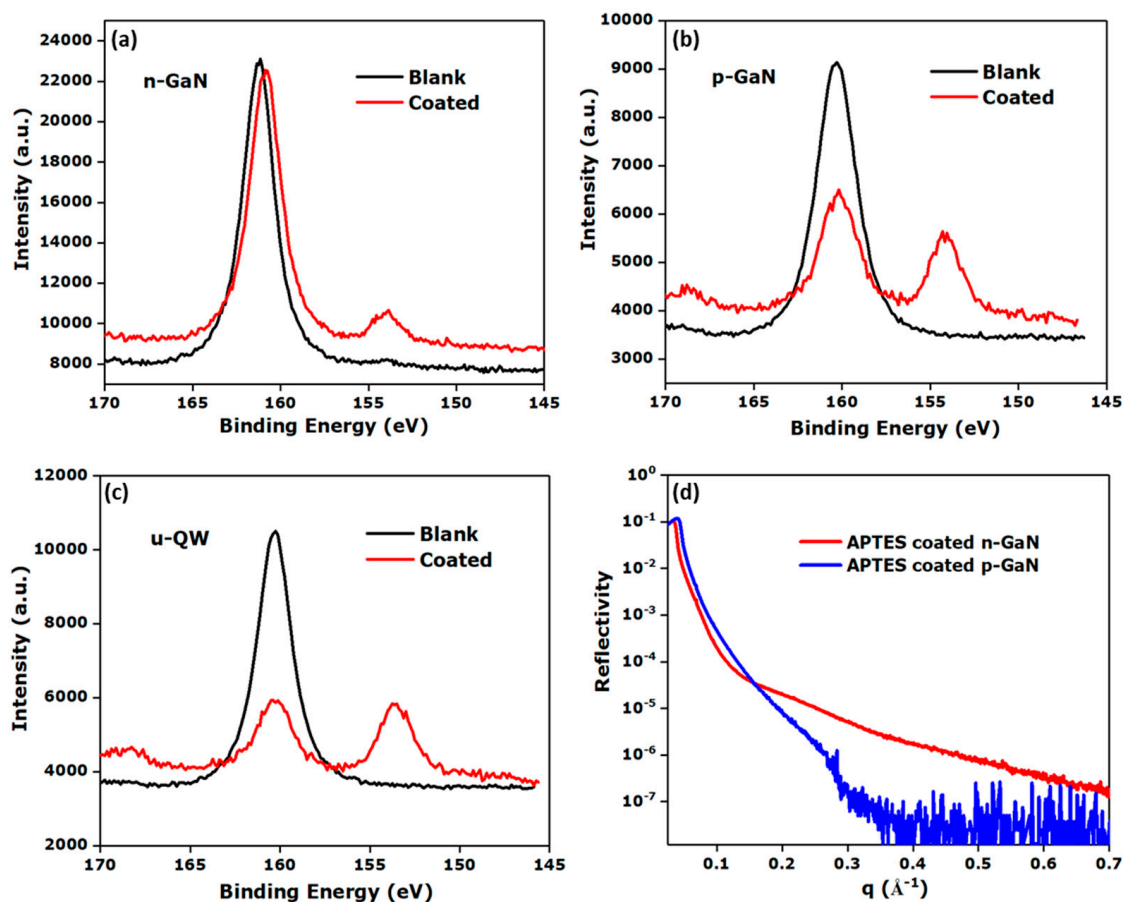 (a)
n-GaN
Blank
Coated
Intensity (a.u.)
24000
22000
20000
18000
16000
14000
12000
10000
8000
170 165 160 155 150 145
Binding Energy (eV)
(b)
p-GaN
Blank
Coated
Intensity (a.u.)
10000
9000
8000
7000
6000
5000
4000
3000
170 165 160 155 150 145
Binding Energy (eV)
(c)
u-QW
Blank
Coated
Intensity (a.u.)
12000
10000
8000
6000
4000
2000
170 165 160 155 150 145
Binding Energy (eV)
(d)
APTES coated n-GaN
APTES coated p-GaN
Reflectivity
10⁰
10⁻¹
10⁻²
10⁻³
10⁻⁴
10⁻⁵
10⁻⁶
10⁻⁷
0.1 0.2 0.3 0.4 0.5 0.6 0.7
q (Å⁻¹)